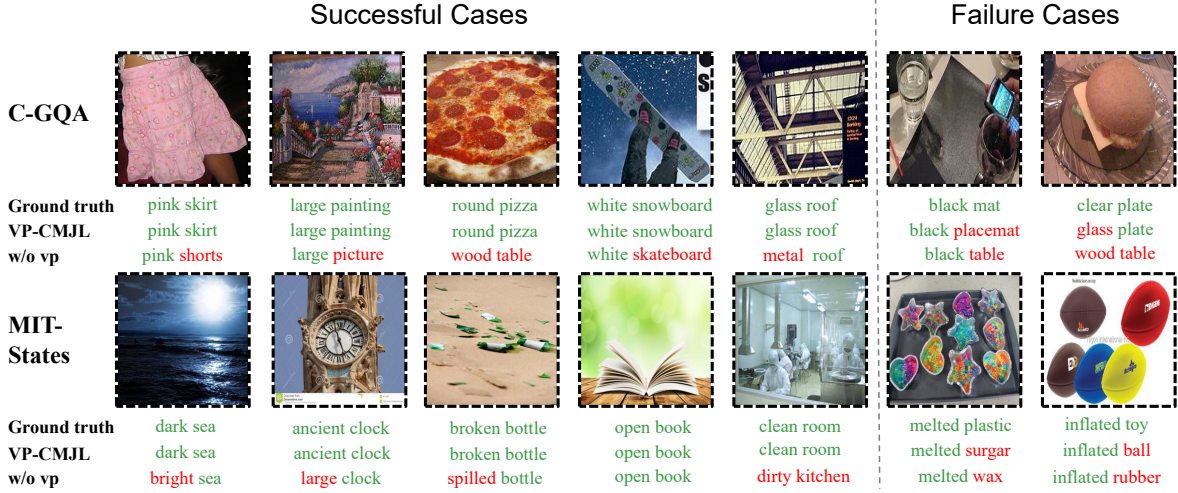 Successful Cases
Failure Cases
C-GQA
Ground truth pink skirt large painting round pizza white snowboard glass roof black mat clear plate
VP-CMJL pink skirt large painting round pizza white snowboard glass roof black placemat glass plate
w/o vp pink shorts large picture wood table white skateboard metal roof black table wood table
MIT-
States
Ground truth dark sea ancient clock broken bottle open book clean room melted plastic inflated toy
VP-CMJL dark sea ancient clock broken bottle open book clean room melted surgar inflated ball
w/o vp bright sea large clock spilled bottle open book dirty kitchen melted wax inflated rubber